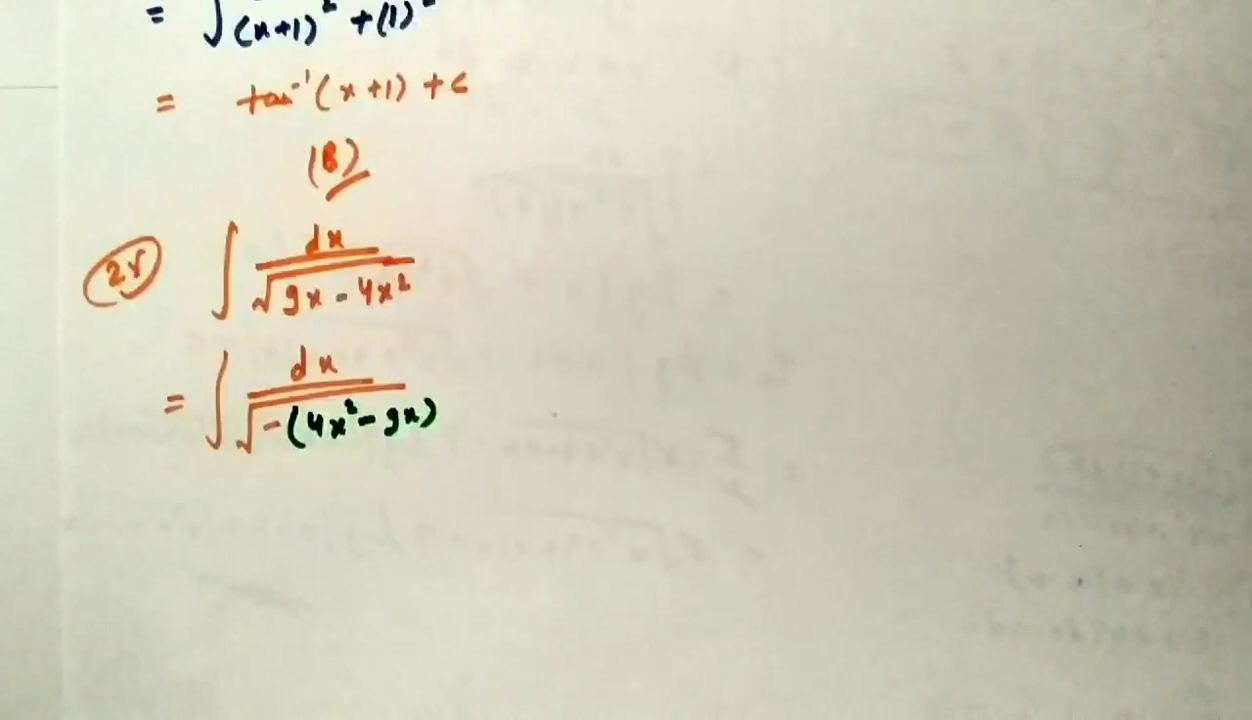 = ∫ (x+1)² + (1)²
= tan⁻¹(x+1) + c
(B)
(25) ∫ dx / √9x - 4x²
= ∫ dx / √-(4x² - 9x)